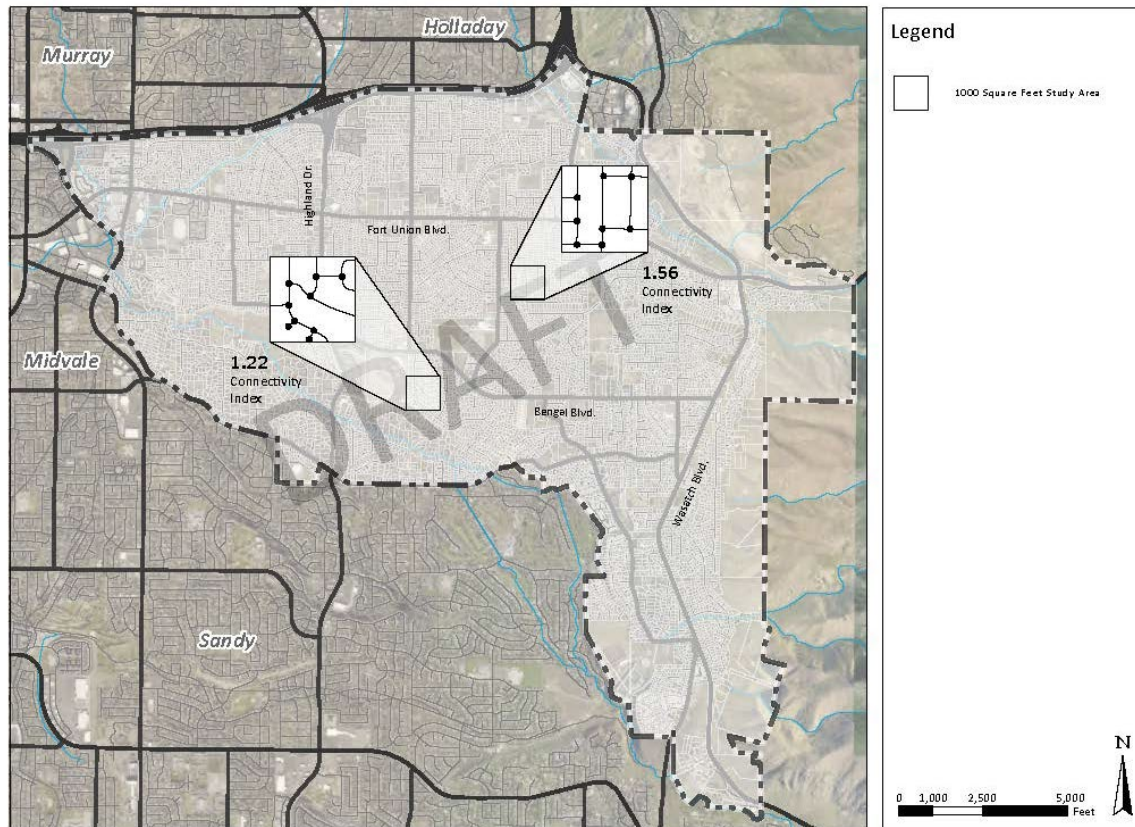 Holladay
Murray
Highland Dr.
Fort Union Blvd.
1.56
Connectivity
Index
1.22
Connectivity
Index
Midvale
DRAFT
Bengel Blvd.
Wasatch Blvd.
Sandy
Legend
1000 Square Feet Study Area
N
0 1,000 2,500 5,000
Feet